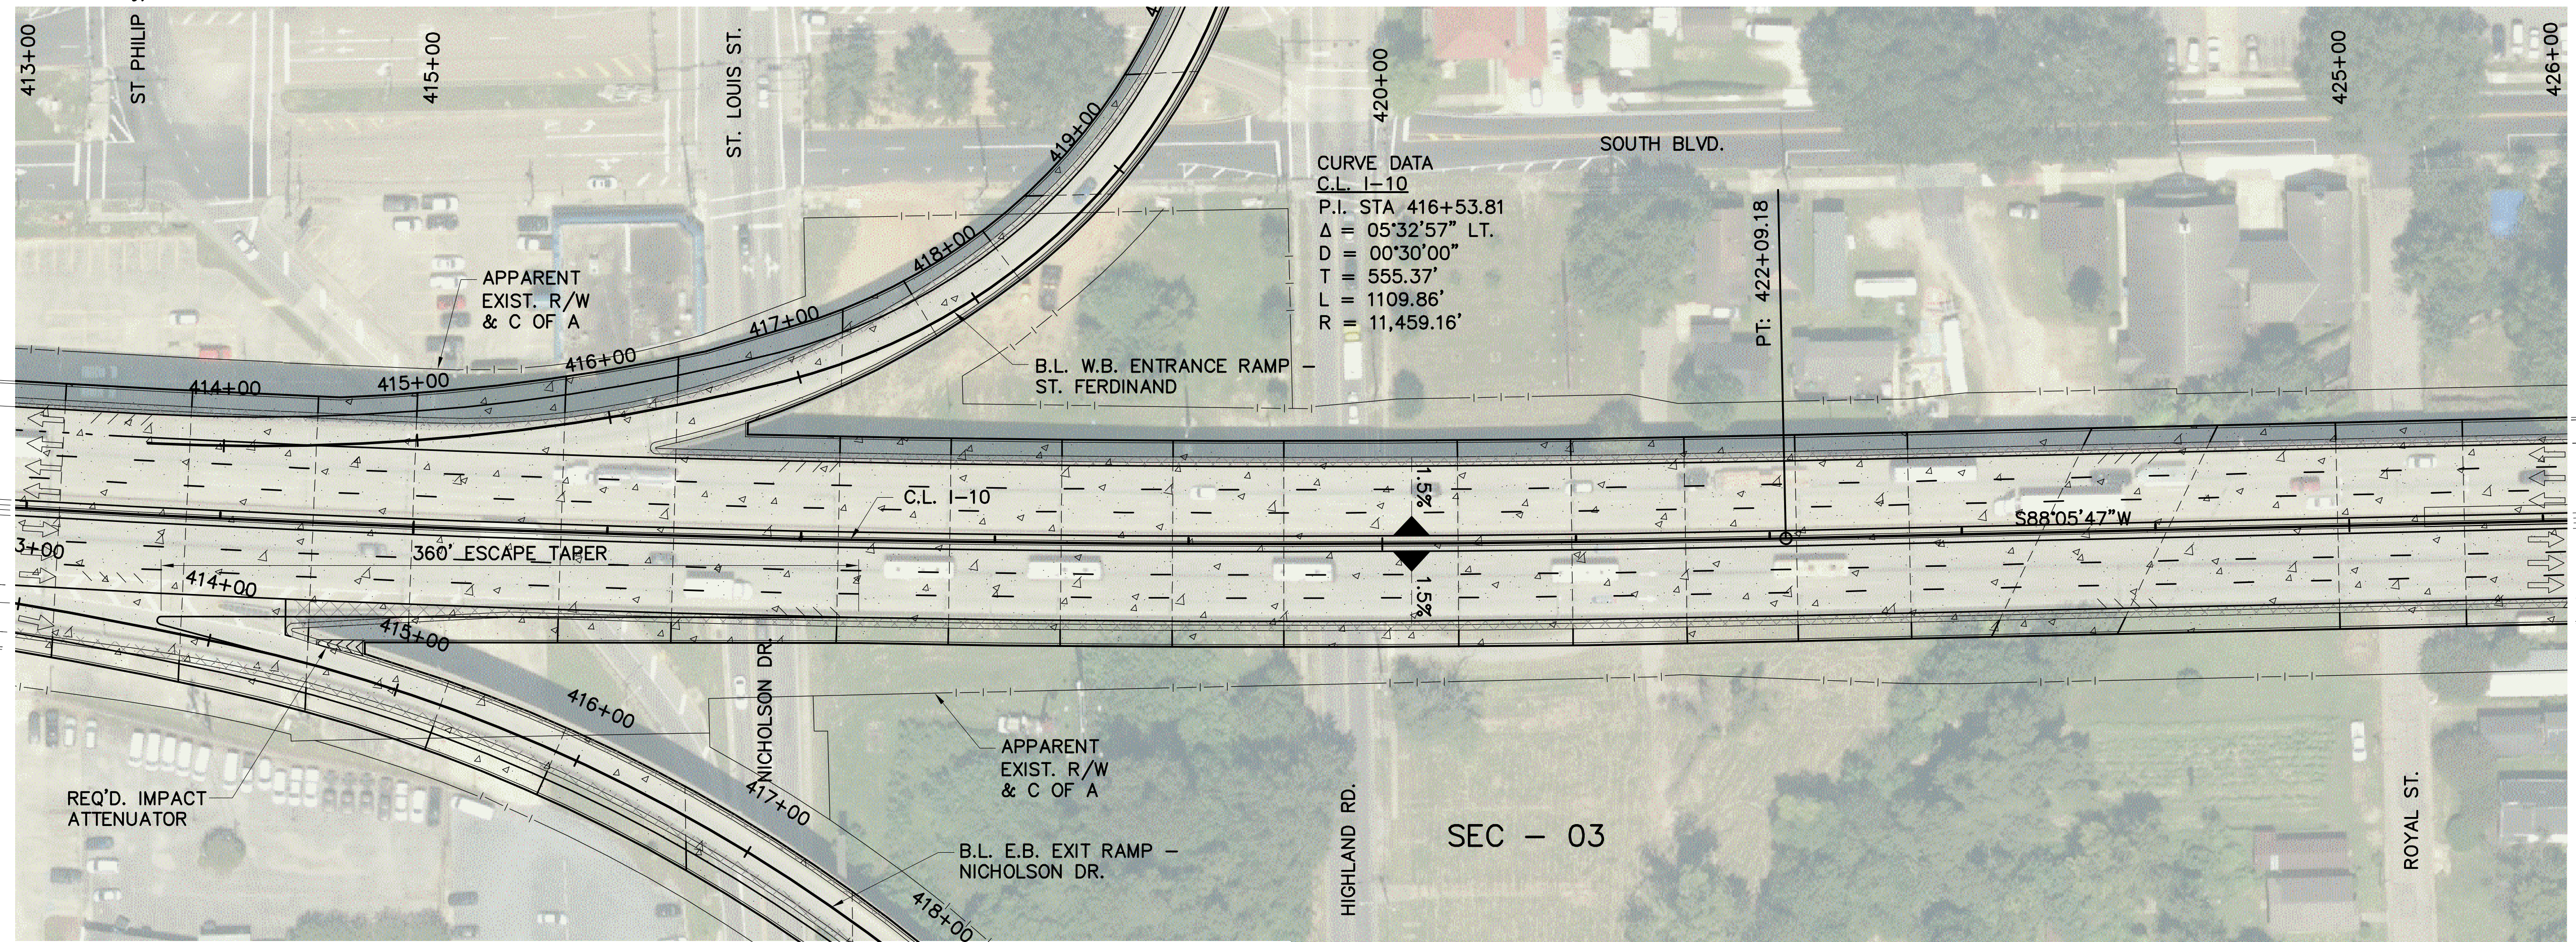 413+00
ST PHILIP
415+00
ST. LOUIS ST.
420+00
425+00
426+00
419+00
SOUTH BLVD.
CURVE DATA
C.L. I-10
P.I. STA 416+53.81
Δ = 05°32'57" LT.
D = 00°30'00"
T = 555.37'
L = 1109.86'
R = 11,459.16'
PT: 422+09.18
418+00
APPARENT
EXIST. R/W
& C OF A
417+00
416+00
415+00
414+00
B.L. W.B. ENTRANCE RAMP -
ST. FERDINAND
C.L. I-10
1.5%
S88°05'47"W
3+00
360' ESCAPE TAPER
414+00
1.5%
415+00
416+00
NICHOLSON DR.
417+00
APPARENT
EXIST. R/W
& C OF A
REQ'D. IMPACT
ATTENUATOR
B.L. E.B. EXIT RAMP -
NICHOLSON DR.
418+00
HIGHLAND RD.
SEC - 03
ROYAL ST.